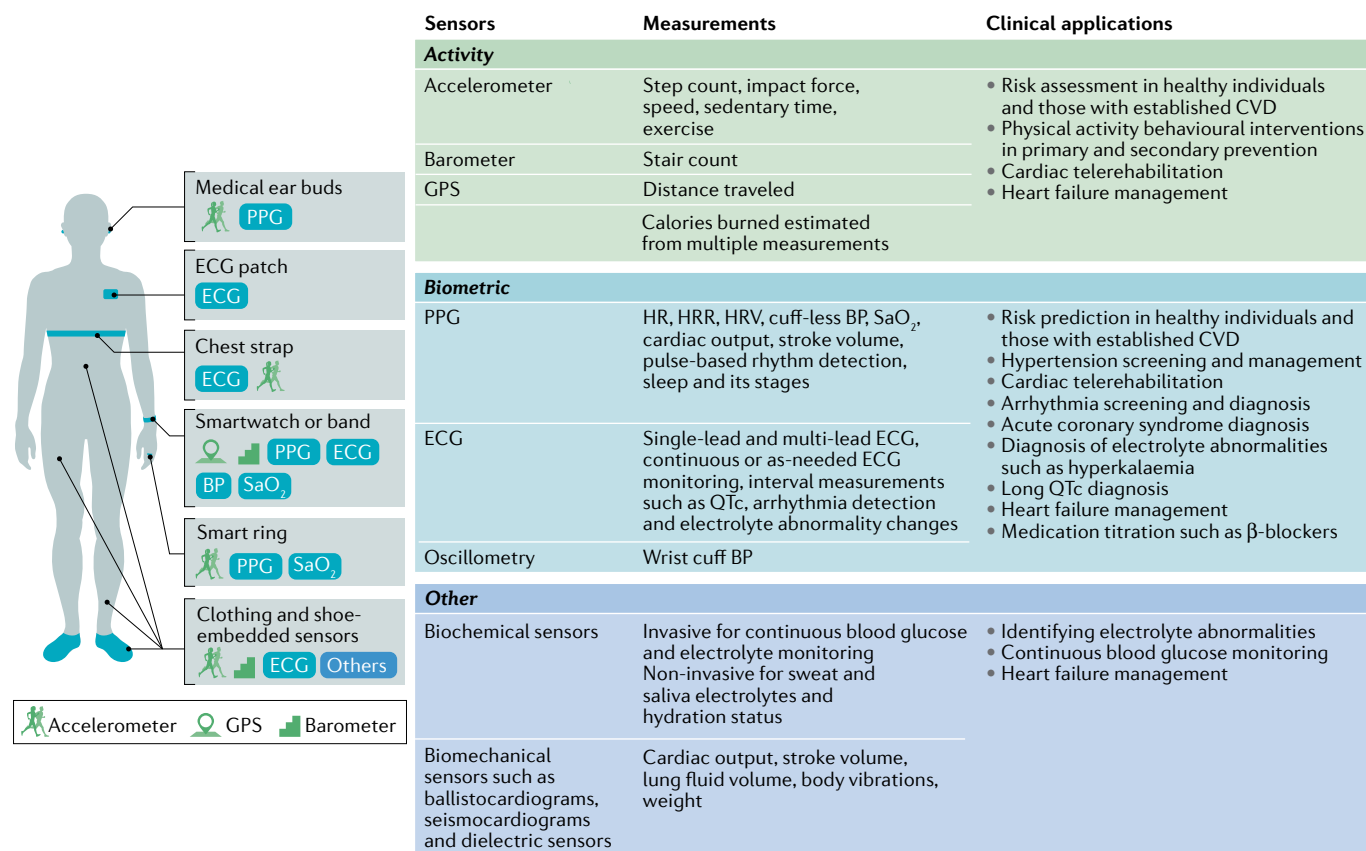 Medical ear buds
PPG
ECG patch
ECG
Chest strap
ECG
Smartwatch or band
PPG ECG
BP SaO₂
Smart ring
PPG SaO₂
Clothing and shoe-
embedded sensors
ECG Others
Accelerometer GPS Barometer
Sensors Measurements Clinical applications
Activity
Accelerometer
Step count, impact force,
speed, sedentary time,
exercise
Barometer
Stair count
GPS
Distance traveled
Calories burned estimated
from multiple measurements
• Risk assessment in healthy individuals
and those with established CVD
• Physical activity behavioural interventions
in primary and secondary prevention
• Cardiac telerehabilitation
• Heart failure management
Biometric
PPG
HR, HRR, HRV, cuff-less BP, SaO₂,
cardiac output, stroke volume,
pulse-based rhythm detection,
sleep and its stages
ECG
Single-lead and multi-lead ECG,
continuous or as-needed ECG
monitoring, interval measurements
such as QTc, arrhythmia detection
and electrolyte abnormality changes
Oscillometry
Wrist cuff BP
• Risk prediction in healthy individuals and
those with established CVD
• Hypertension screening and management
• Cardiac telerehabilitation
• Arrhythmia screening and diagnosis
• Acute coronary syndrome diagnosis
• Diagnosis of electrolyte abnormalities
such as hyperkalaemia
• Long QTc diagnosis
• Heart failure management
• Medication titration such as β-blockers
Other
Biochemical sensors
Invasive for continuous blood glucose
and electrolyte monitoring
Non-invasive for sweat and
saliva electrolytes and
hydration status
Biomechanical
sensors such as
ballistocardiograms,
seismocardiograms
and dielectric sensors
Cardiac output, stroke volume,
lung fluid volume, body vibrations,
weight
• Identifying electrolyte abnormalities
• Continuous blood glucose monitoring
• Heart failure management